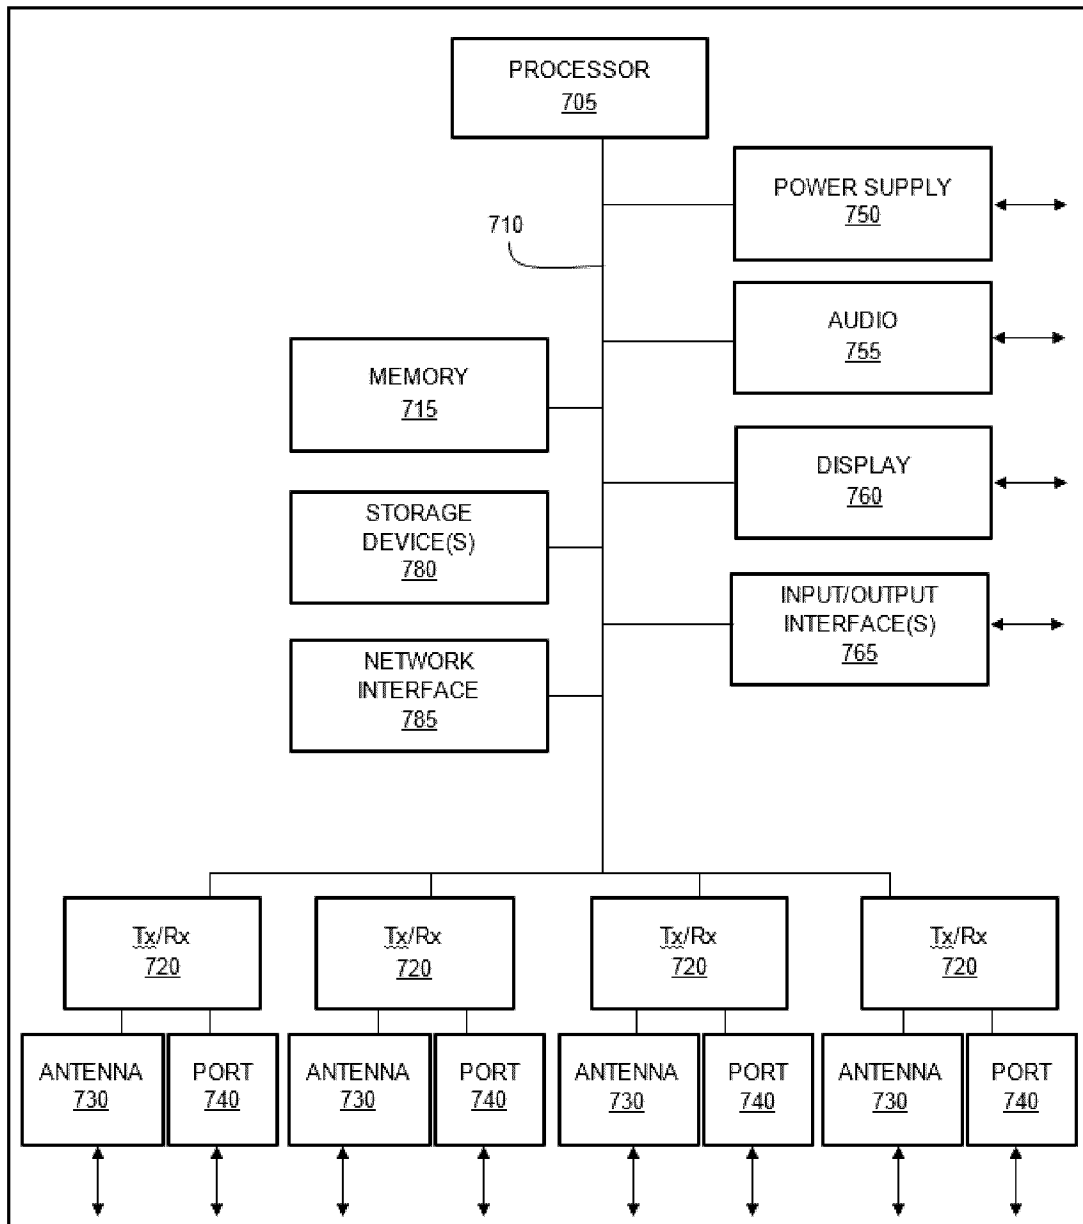 PROCESSOR
705
POWER SUPPLY
750
710
AUDIO
755
MEMORY
715
DISPLAY
760
STORAGE
DEVICE(S)
780
INPUT/OUTPUT
INTERFACE(S)
765
NETWORK
INTERFACE
785
Tx/Rx
720
Tx/Rx
720
Tx/Rx
720
Tx/Rx
720
ANTENNA
730
PORT
740
ANTENNA
730
PORT
740
ANTENNA
730
PORT
740
ANTENNA
730
PORT
740